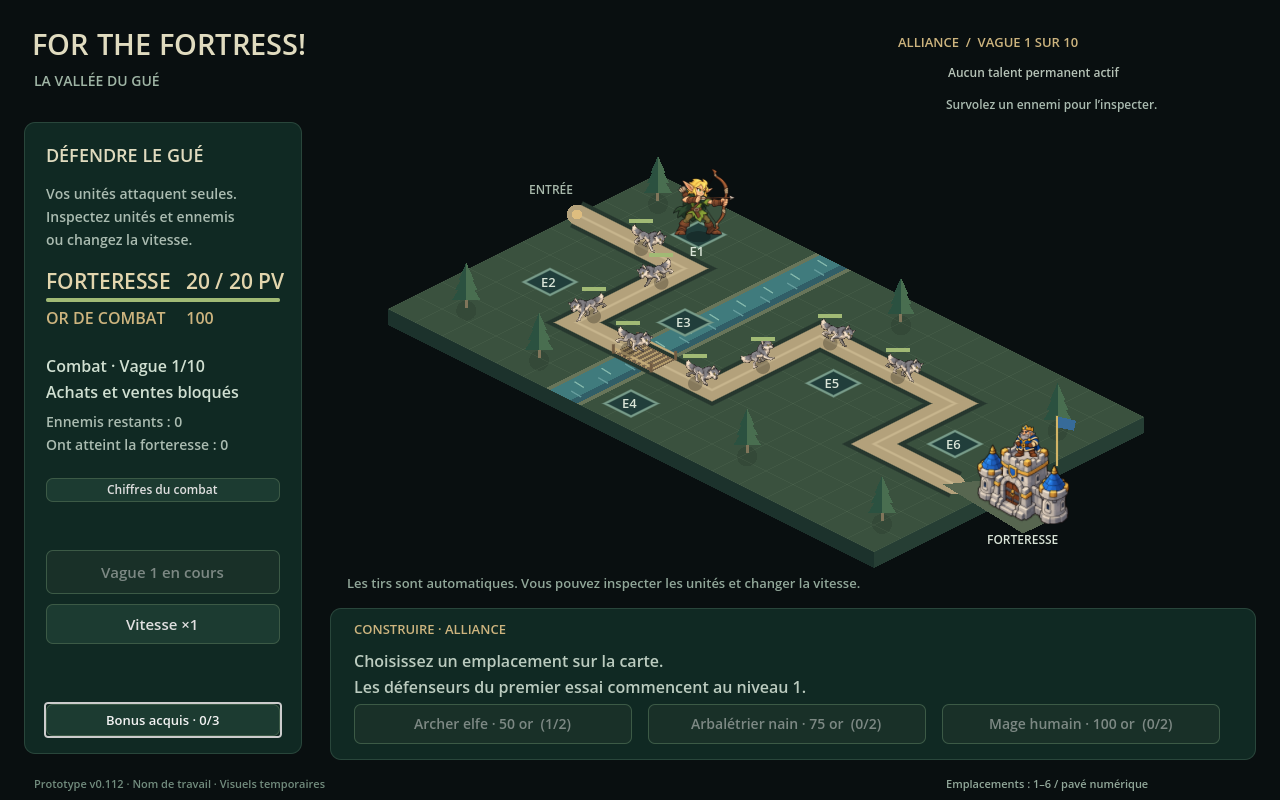 FOR THE FORTRESS!
LA VALLÉE DU GUÉ
ALLIANCE / VAGUE 1 SUR 10
Aucun talent permanent actif
Survolez un ennemi pour l’inspecter.
DÉFENDRE LE GUÉ
Vos unités attaquent seules.
Inspectez unités et ennemis
ou changez la vitesse.
FORTERESSE 20 / 20 PV
OR DE COMBAT 100
Combat · Vague 1/10
Achats et ventes bloqués
Ennemis restants : 0
Ont atteint la forteresse : 0
Chiffres du combat
Vague 1 en cours
Vitesse ×1
Bonus acquis · 0/3
ENTRÉE
E1
E2
E3
E4
E5
E6
FORTERESSE
Les tirs sont automatiques. Vous pouvez inspecter les unités et changer la vitesse.
CONSTRUIRE · ALLIANCE
Choisissez un emplacement sur la carte.
Les défenseurs du premier essai commencent au niveau 1.
Archer elfe · 50 or (1/2)
Arbalétrier nain · 75 or (0/2)
Mage humain · 100 or (0/2)
Prototype v0.112 · Nom de travail · Visuels temporaires
Emplacements : 1–6 / pavé numérique